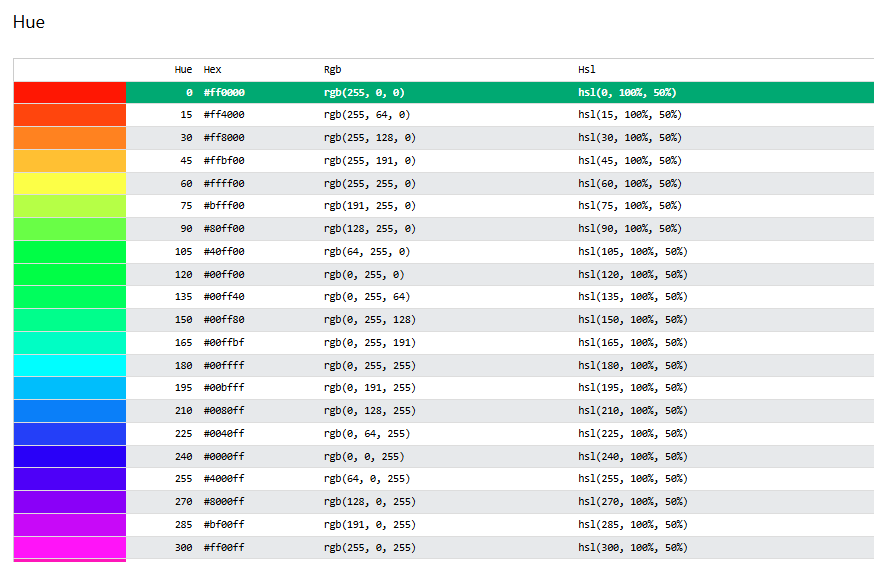 Hue
Hue Hex Rgb Hsl
0 #ff0000 rgb(255, 0, 0) hsl(0, 100%, 50%)
15 #ff4000 rgb(255, 64, 0) hsl(15, 100%, 50%)
30 #ff8000 rgb(255, 128, 0) hsl(30, 100%, 50%)
45 #ffbf00 rgb(255, 191, 0) hsl(45, 100%, 50%)
60 #ffff00 rgb(255, 255, 0) hsl(60, 100%, 50%)
75 #bfff00 rgb(191, 255, 0) hsl(75, 100%, 50%)
90 #80ff00 rgb(128, 255, 0) hsl(90, 100%, 50%)
105 #40ff00 rgb(64, 255, 0) hsl(105, 100%, 50%)
120 #00ff00 rgb(0, 255, 0) hsl(120, 100%, 50%)
135 #00ff40 rgb(0, 255, 64) hsl(135, 100%, 50%)
150 #00ff80 rgb(0, 255, 128) hsl(150, 100%, 50%)
165 #00ffbf rgb(0, 255, 191) hsl(165, 100%, 50%)
180 #00ffff rgb(0, 255, 255) hsl(180, 100%, 50%)
195 #00bfff rgb(0, 191, 255) hsl(195, 100%, 50%)
210 #0080ff rgb(0, 128, 255) hsl(210, 100%, 50%)
225 #0040ff rgb(0, 64, 255) hsl(225, 100%, 50%)
240 #0000ff rgb(0, 0, 255) hsl(240, 100%, 50%)
255 #4000ff rgb(64, 0, 255) hsl(255, 100%, 50%)
270 #8000ff rgb(128, 0, 255) hsl(270, 100%, 50%)
285 #bf00ff rgb(191, 0, 255) hsl(285, 100%, 50%)
300 #ff00ff rgb(255, 0, 255) hsl(300, 100%, 50%)